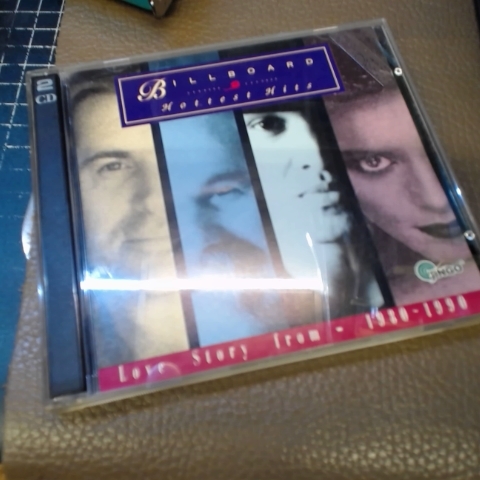 2
CD
BILLBOARD
Hottest Hits
Love Story from - 1980-1990